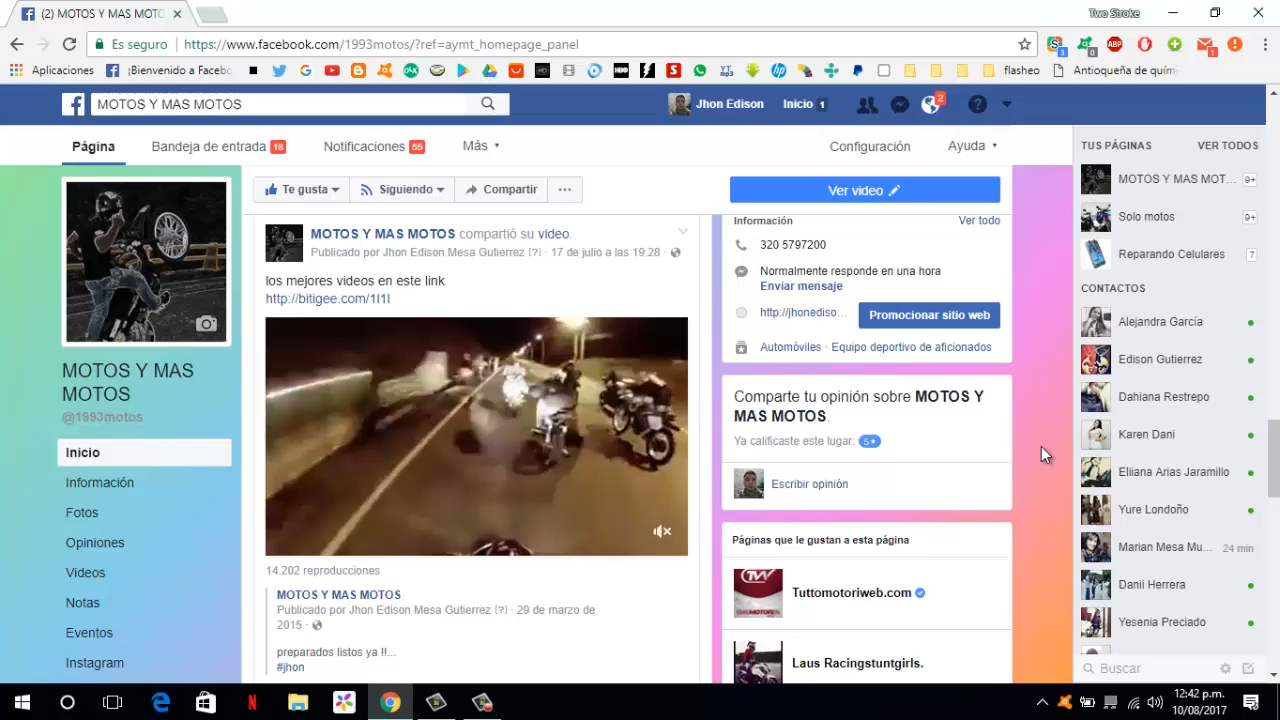 (2) MOTOS Y MAS MOTO
Two Stroke
Es seguro
https://www.facebook.com/1993motos/?ref=aymt_homepage_panel
Aplicaciones
¡Bienvenido a Facebo
flasheo
Antioqueña de quím
MOTOS Y MAS MOTOS
Jhon Edison
Inicio 1
2
Página
Bandeja de entrada 18
Notificaciones 55
Más
Configuración
Ayuda
Te gusta
Siguiendo
Compartir
Ver video
MOTOS Y MAS MOTOS
@1993motos
Inicio
Información
Fotos
Opiniones
Videos
Notas
Eventos
Instagram
MOTOS Y MAS MOTOS compartió su video.
Publicado por Jhon Edison Mesa Gutierrez [?] · 17 de julio a las 19:28 ·
los mejores videos en este link
http://bitigee.com/1I1I
14.202 reproducciones
MOTOS Y MAS MOTOS
Publicado por Jhon Edison Mesa Gutierrez [?] · 29 de marzo de
2015 ·
preparados listos ya !!...
#jhon
Información
Ver todo
320 5797200
Normalmente responde en una hora
Enviar mensaje
http://jhonediso...
Promocionar sitio web
Automóviles · Equipo deportivo de aficionados
Comparte tu opinión sobre MOTOS Y
MAS MOTOS.
Ya calificaste este lugar: 5★
Escribir opinión
Páginas que le gustan a esta página
Tuttomotoriweb.com
Laus Racingstuntgirls.
TUS PÁGINAS
VER TODOS
MOTOS Y MAS MOT... 9+
Solo motos 9+
Reparando Celulares 7
CONTACTOS
Alejandra García
Edison Gutierrez
Dahiana Restrepo
Karen Dani
Eliiana Arias Jaramillo
Yure Londoño
Marian Mesa Mu... 24 min
Danii Herrera
Yesenia Preciado
Buscar
12:42 p.m.
10/08/2017